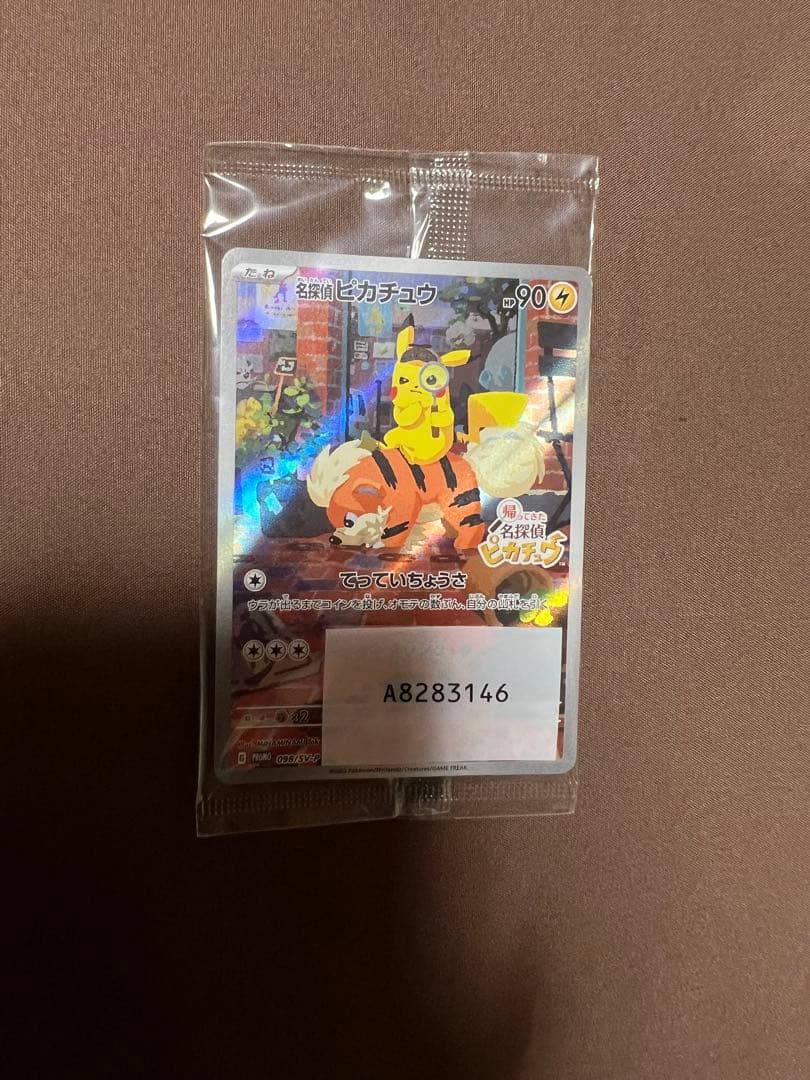 たね
名探偵ピカチュウ
HP90
帰ってきた
名探偵
ピカチュウ
てっていちょうさ
ウラが出るまでコインを投げ、オモテの数ぶん、自分の山札を引く
A8283146
×2
G PROMO 098/SV-P